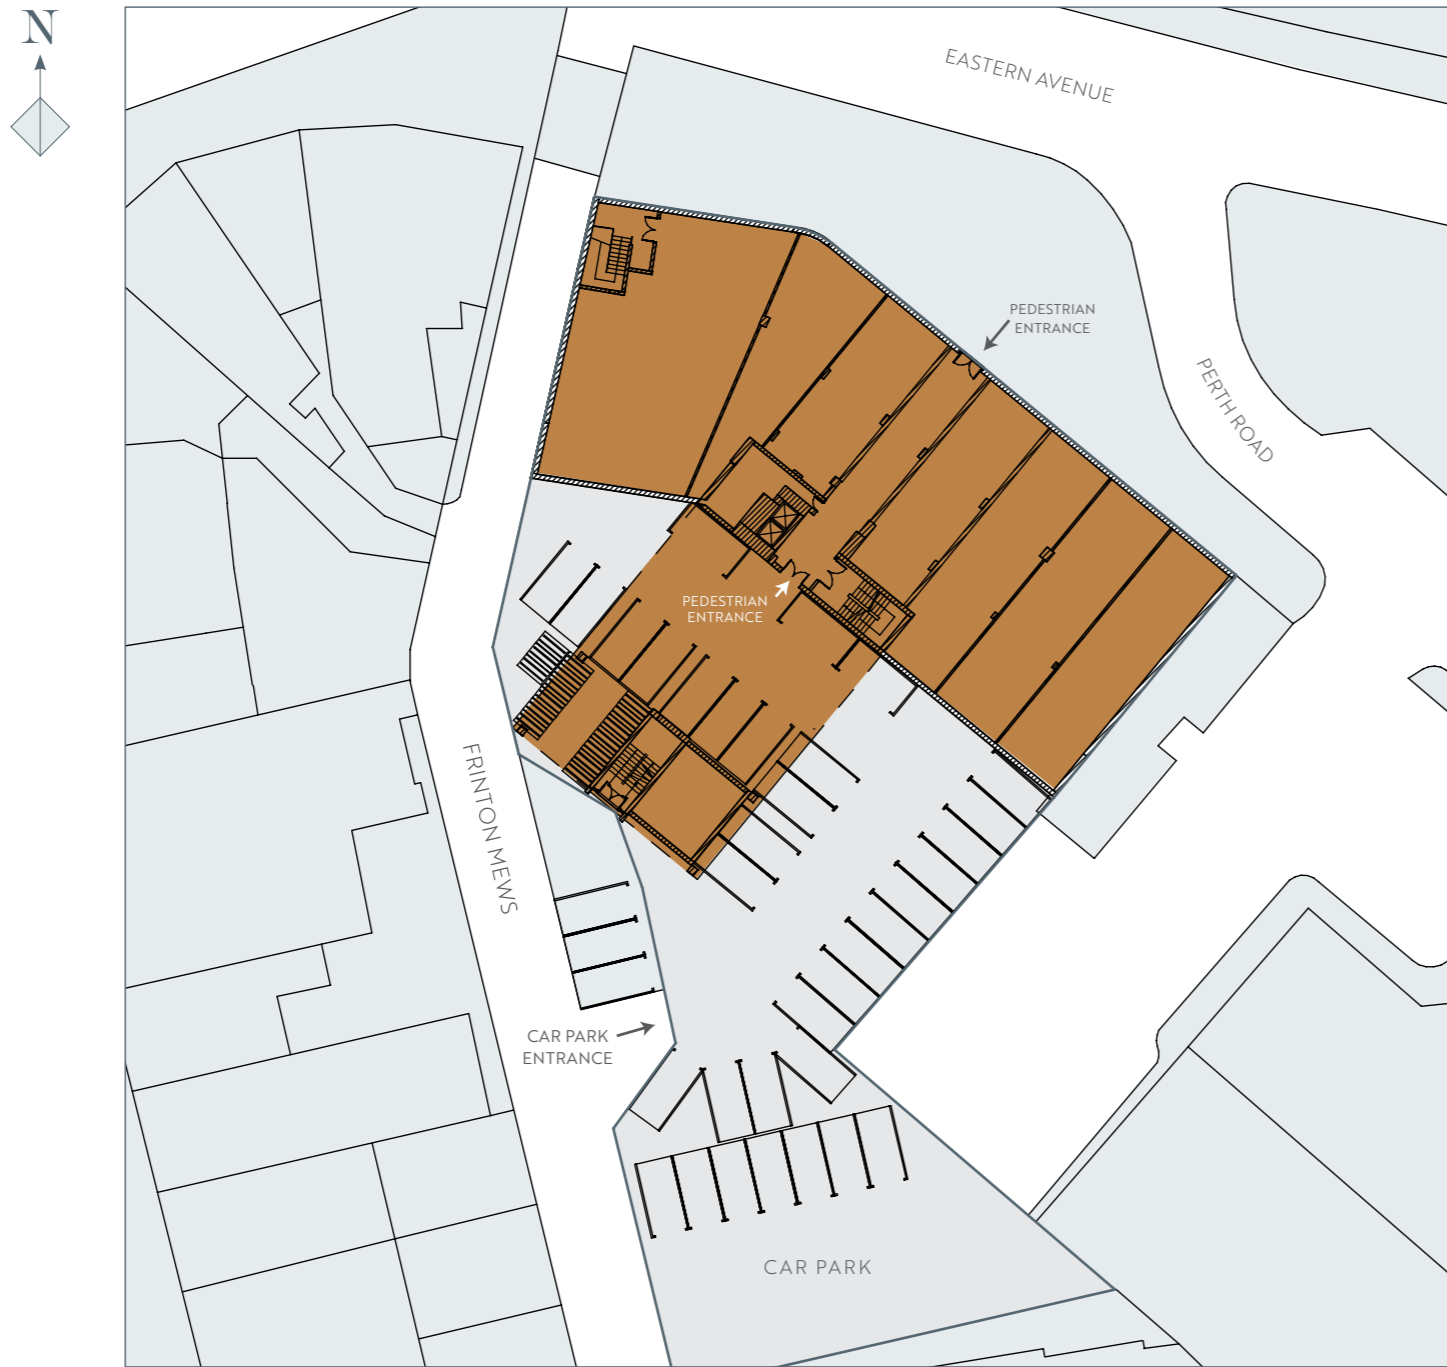 N
EASTERN AVENUE
PEDESTRIAN
ENTRANCE
PERTH ROAD
PEDESTRIAN
ENTRANCE
FRINTON MEWS
CAR PARK
ENTRANCE
CAR PARK